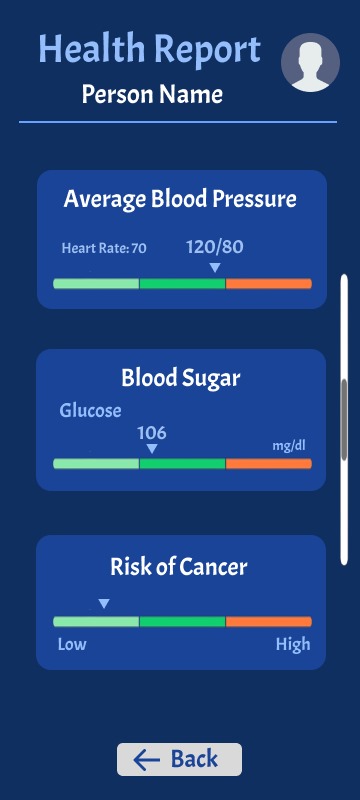 Health Report
Person Name
Average Blood Pressure
Heart Rate: 70
120/80
Blood Sugar
Glucose
106
mg/dl
Risk of Cancer
Low
High
Back